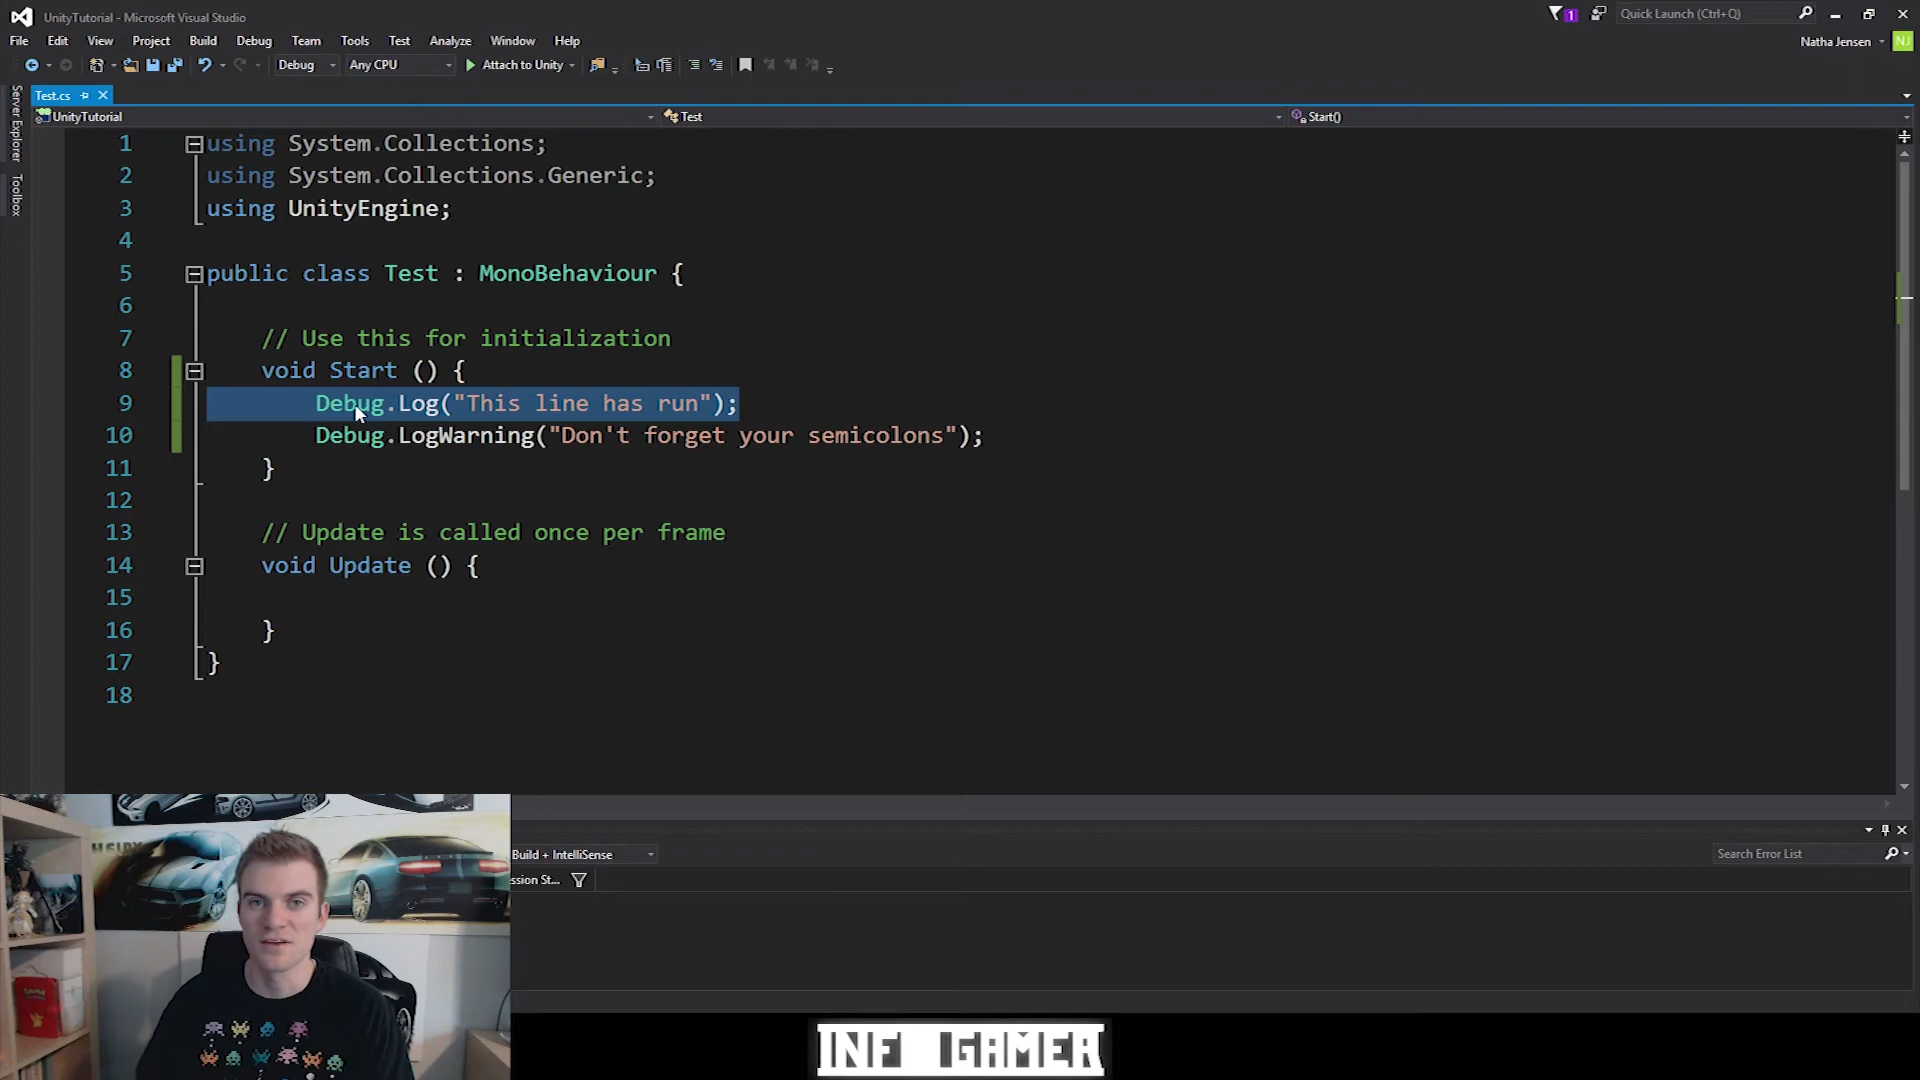 UnityTutorial - Microsoft Visual Studio
1
Quick Launch (Ctrl+Q)
File Edit View Project Build Debug Team Tools Test Analyze Window Help
Natha Jensen NJ
Debug Any CPU Attach to Unity
Server Explorer
Toolbox
Test.cs
UnityTutorial Test Start()
1 using System.Collections;
2 using System.Collections.Generic;
3 using UnityEngine;
4
5 public class Test : MonoBehaviour {
6
7 // Use this for initialization
8 void Start () {
9 Debug.Log("This line has run");
10 Debug.LogWarning("Don't forget your semicolons");
11 }
12
13 // Update is called once per frame
14 void Update () {
15
16 }
17 }
18
Build + IntelliSense
Search Error List
ssion St...
INF GAMER